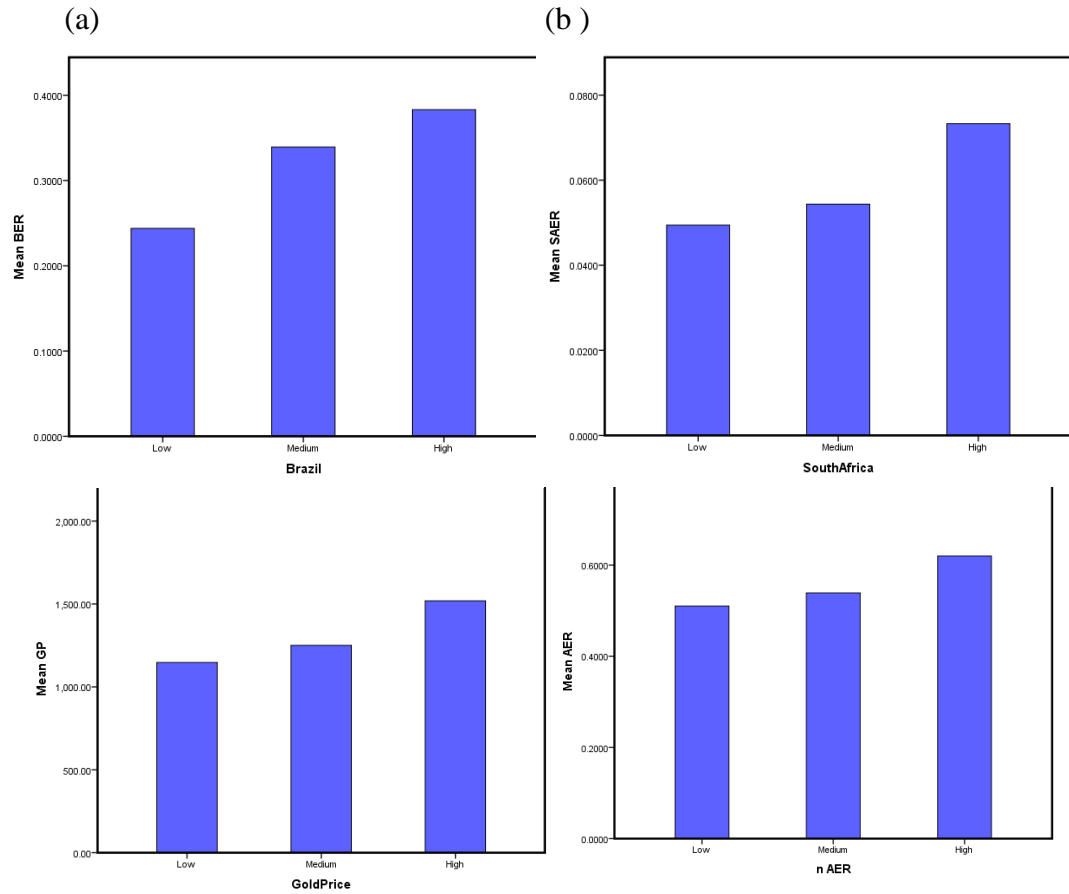 (a)
(b )
Mean BER
0.4000
0.3000
0.2000
0.1000
0.0000
Low Medium High
Brazil
Mean SAER
0.0800
0.0600
0.0400
0.0200
0.0000
Low Medium High
SouthAfrica
Mean GP
2,000.00
1,500.00
1,000.00
500.00
0.00
Low Medium High
GoldPrice
Mean AER
0.6000
0.4000
0.2000
0.0000
Low Medium High
n AER